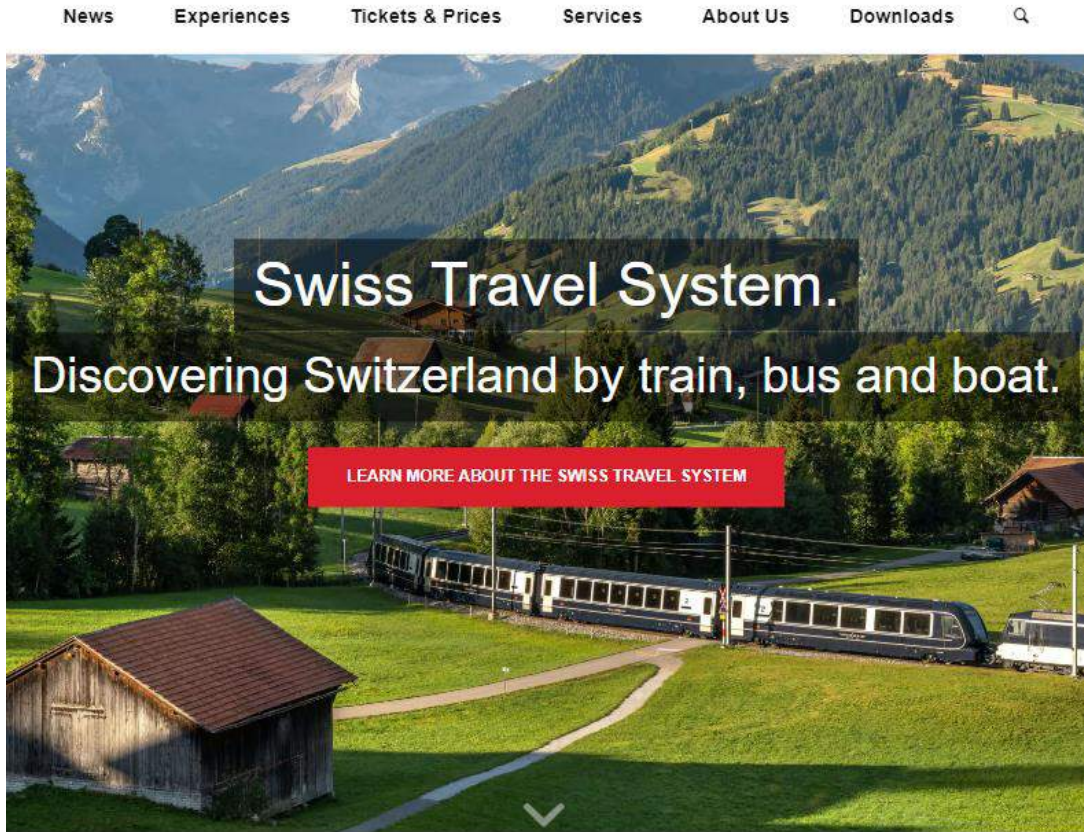 News Experiences Tickets & Prices Services About Us Downloads
Swiss Travel System.
Discovering Switzerland by train, bus and boat.
LEARN MORE ABOUT THE SWISS TRAVEL SYSTEM